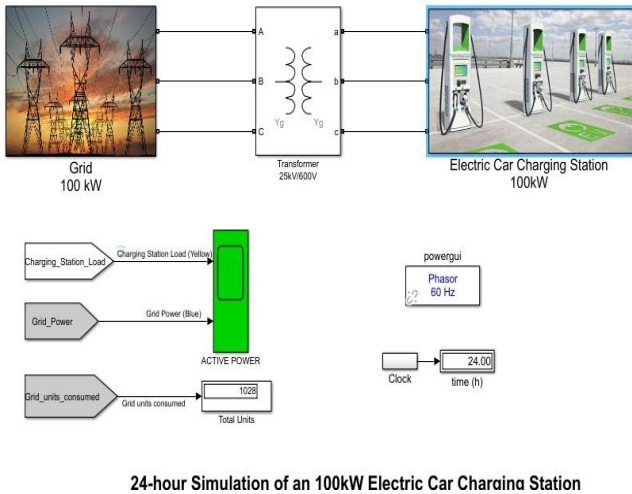 A
B
C
a
b
c
Yg
Yg
Grid
100 kW
Transformer
25kV/600V
Electric Car Charging Station
100kW
Charging_Station_Load
Charging Station Load (Yellow)
Grid_Power
Grid Power (Blue)
ACTIVE POWER
Grid_units_consumed
Grid units consumed
1028
Total Units
powergui
Phasor
60 Hz
Clock
24.00
time (h)
24-hour Simulation of an 100kW Electric Car Charging Station